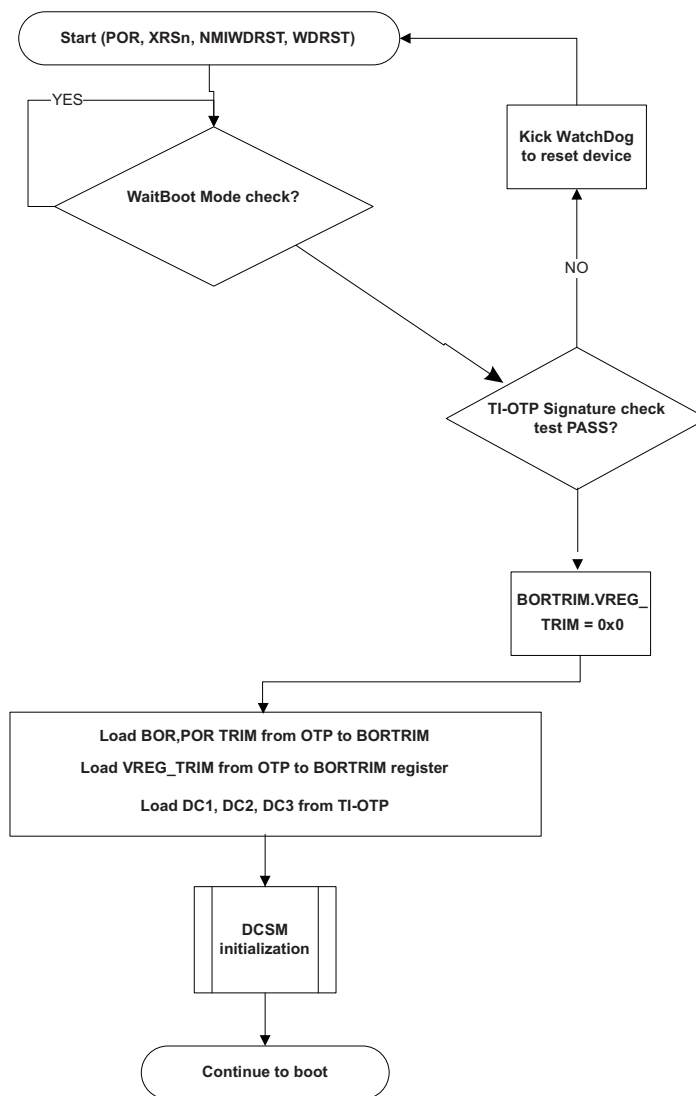 Start (POR, XRSn, NMIWDRST, WDRST)
YES
Kick WatchDog
to reset device
WaitBoot Mode check?
NO
TI-OTP Signature check
test PASS?
BORTRIM.VREG_
TRIM = 0x0
Load BOR,POR TRIM from OTP to BORTRIM
Load VREG_TRIM from OTP to BORTRIM register
Load DC1, DC2, DC3 from TI-OTP
DCSM
initialization
Continue to boot